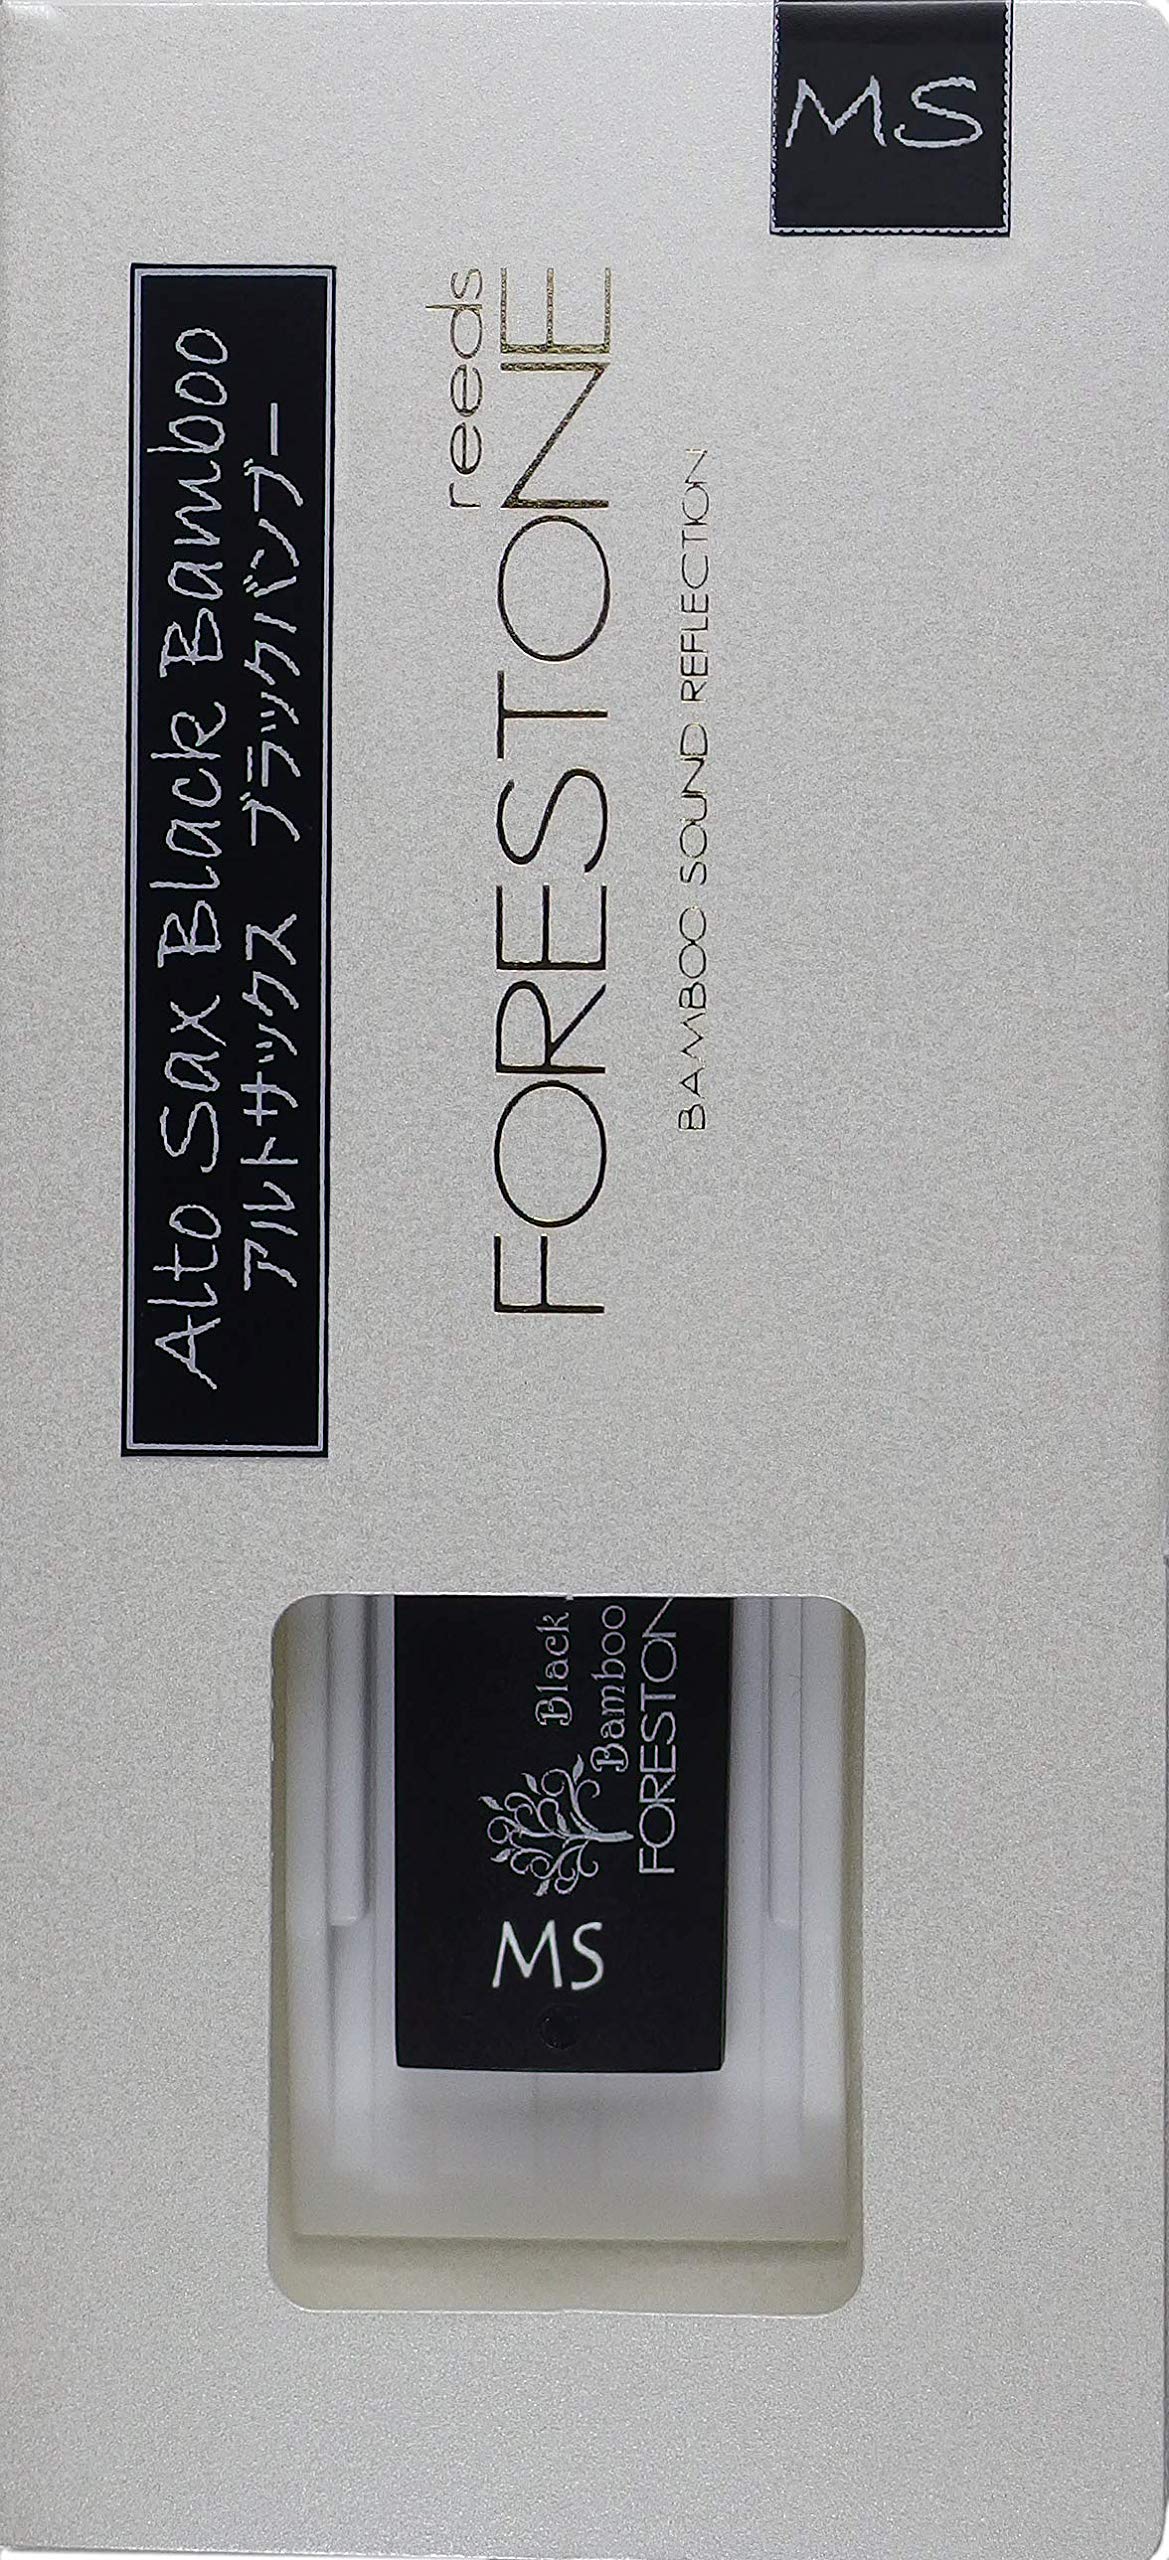 MS
Alto Sax Black Bamboo
アルトサックス ブラックバンブー
reeds
FORESTONE
BAMBOO SOUND REFLECTION
Black
Bamboo
FORESTON
MS